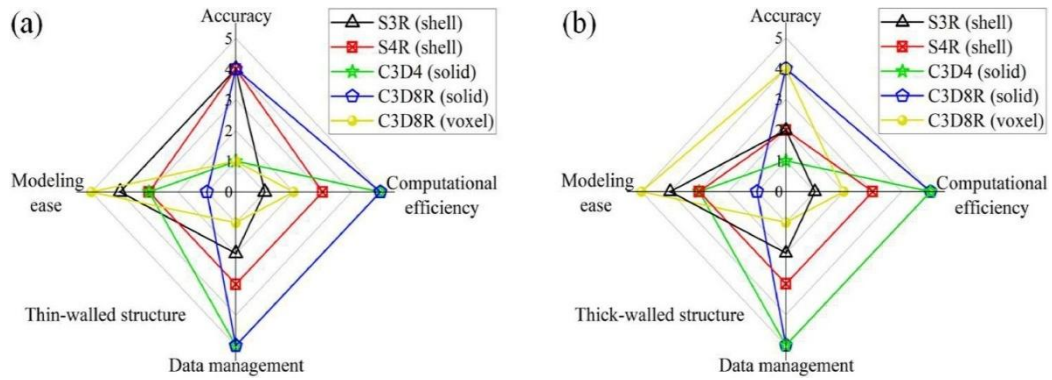 (a)
Accuracy
S3R (shell)
S4R (shell)
C3D4 (solid)
C3D8R (solid)
C3D8R (voxel)
5
4
3
2
1
0
Modeling
ease
Computational
efficiency
Thin-walled structure
Data management
(b)
Accuracy
S3R (shell)
S4R (shell)
C3D4 (solid)
C3D8R (solid)
C3D8R (voxel)
5
4
3
2
1
0
Modeling
ease
Computational
efficiency
Thick-walled structure
Data management